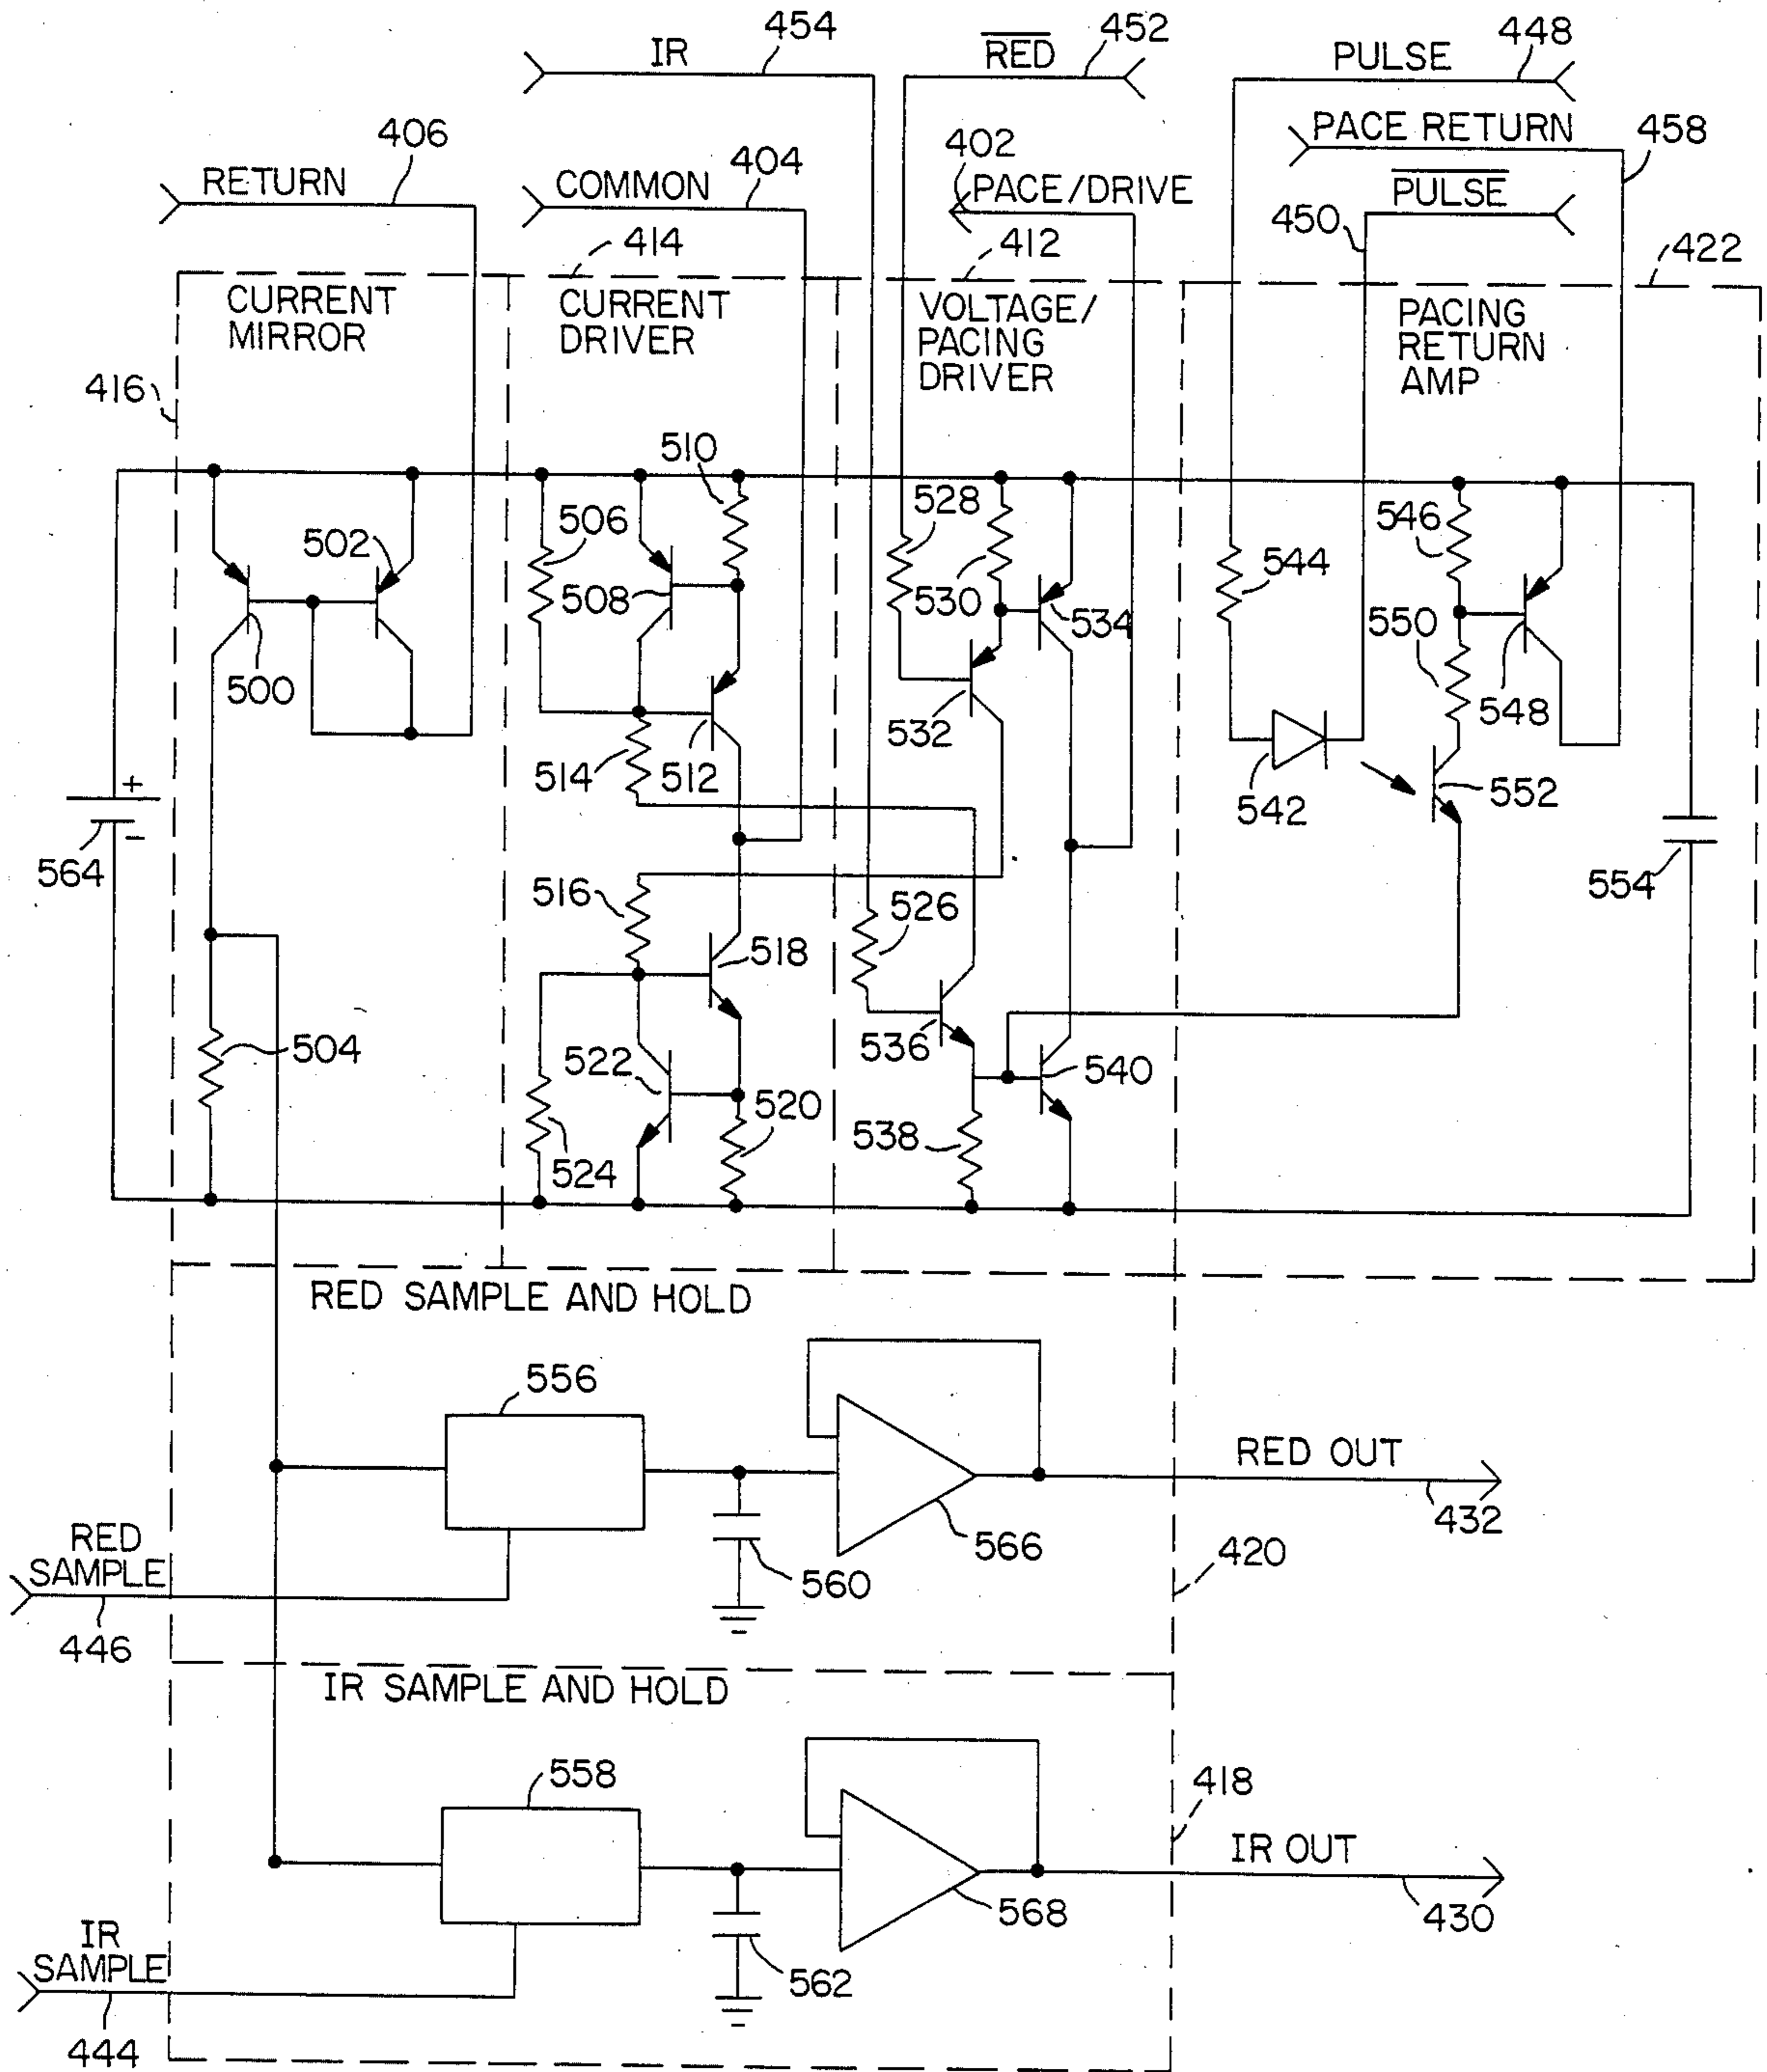 454
IR
RED
452
PULSE
448
PACE RETURN
458
406
RETURN
404
COMMON
402
PACE/DRIVE
PULSE
450
414
412
422
CURRENT
MIRROR
CURRENT
DRIVER
VOLTAGE/
PACING
DRIVER
PACING
RETURN
AMP
416
510
502
506
528
546
508
530
534
544
550
500
532
548
514
512
542
552
+
-
564
554
516
526
518
504
522
536
540
520
538
524
RED SAMPLE AND HOLD
556
RED OUT
432
566
420
560
RED
SAMPLE
446
IR SAMPLE AND HOLD
558
418
IR OUT
568
430
562
IR
SAMPLE
444